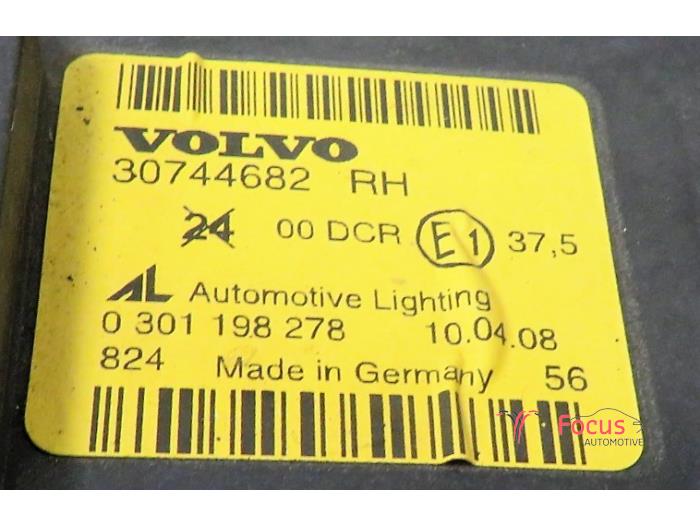 VOLVO
30744682 RH
24 00 DCR E1 37,5
AL Automotive Lighting
0 301 198 278 10.04.08
824 Made in Germany 56
Focus
AUTOMOTIVE